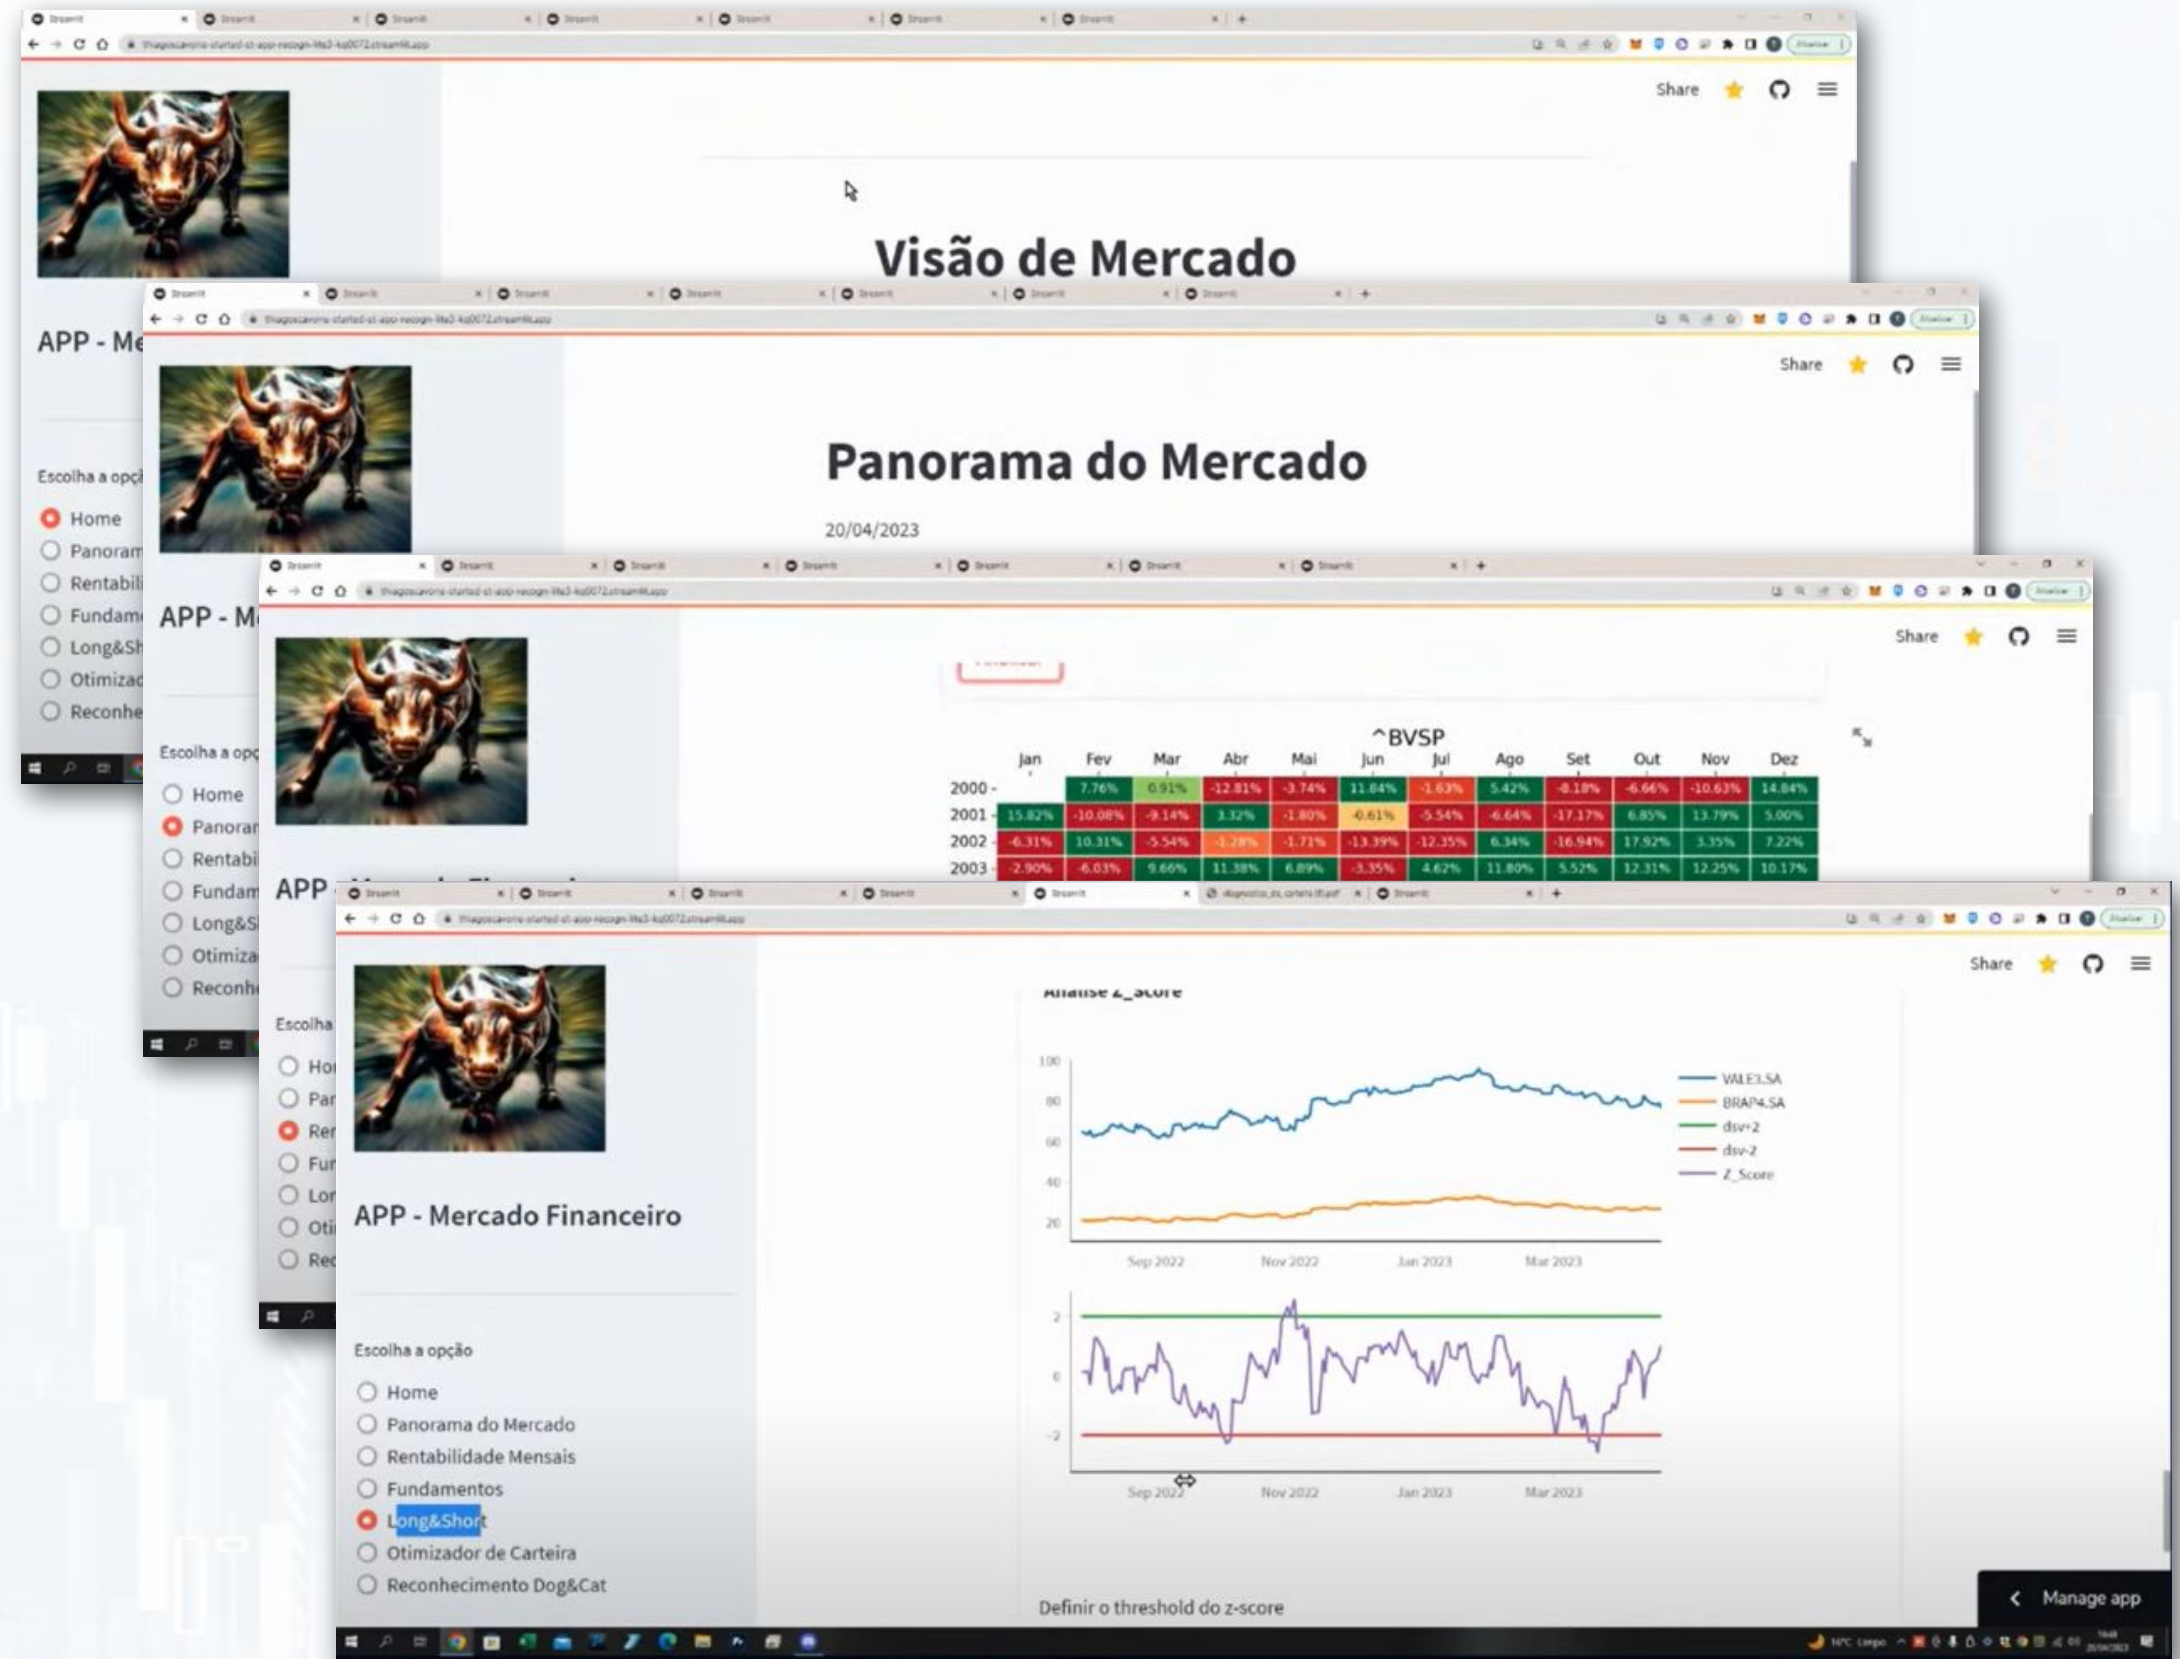 Streamlit
Share
Visão de Mercado
APP - Me
Escolha a opçã
Home
Panoram
Rentabili
Fundam
Long&Sh
Otimizad
Reconhe
Share
Panorama do Mercado
20/04/2023
APP - M
Escolha a opç
Home
Panoran
Rentabi
Fundam
Long&S
Otimiza
Reconh
Share
^BVSP
Jan Fev Mar Abr Mai Jun Jul Ago Set Out Nov Dez
2000 7.76% 0.91% -12.81% -3.74% 11.84% -1.63% 5.42% -8.18% -6.66% -10.63% 14.84%
2001 15.82% -10.08% -9.14% 3.32% -1.80% -0.61% -5.54% -6.64% -17.17% 6.85% 13.79% 5.00%
2002 -6.31% 10.31% -5.54% -1.28% -1.71% -13.39% -12.35% 6.34% -16.94% 17.92% 3.35% 7.22%
2003 -2.90% -6.03% 9.66% 11.38% 6.89% -3.35% 4.62% 11.80% 5.52% 12.31% 12.25% 10.17%
APP
Escolha
Ho
Par
Ren
Fun
Lon
Oti
Rec
Share
APP - Mercado Financeiro
Escolha a opção
Home
Panorama do Mercado
Rentabilidade Mensais
Fundamentos
Long&Short
Otimizador de Carteira
Reconhecimento Dog&Cat
Análise Z_Score
100
80
60
40
20
Sep 2022 Nov 2022 Jan 2023 Mar 2023
VALE3.SA
BRAP4.SA
dsv+2
dsv-2
Z_Score
2
0
-2
Sep 2022 Nov 2022 Jan 2023 Mar 2023
Definir o threshold do z-score
Manage app
16°C Limpo